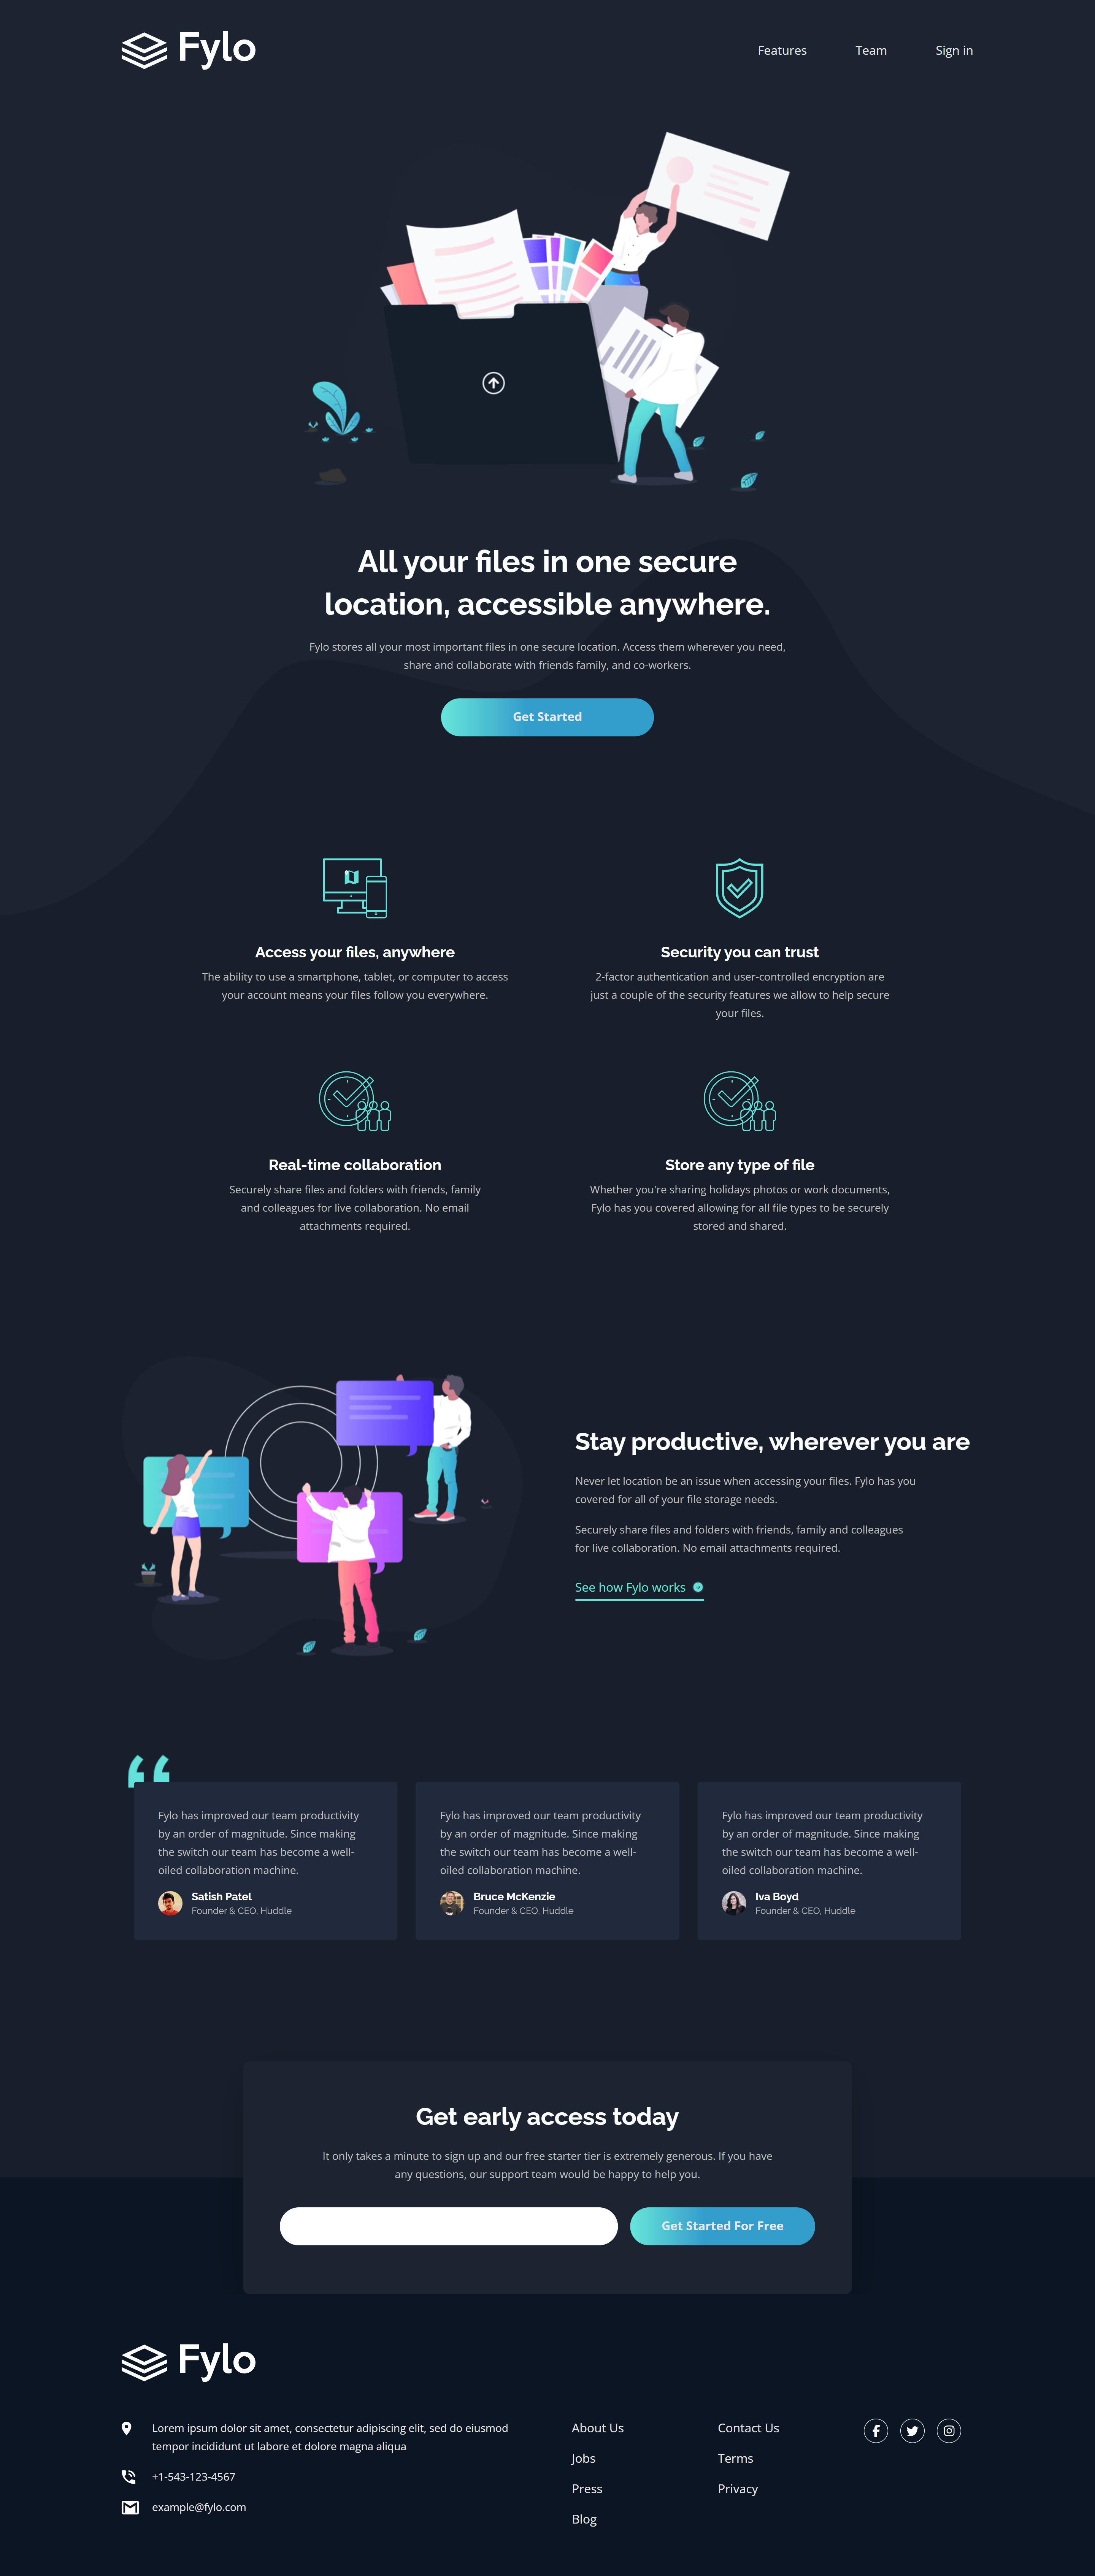 Fylo
Features
Team
Sign in
All your files in one secure
location, accessible anywhere.
Fylo stores all your most important files in one secure location. Access them wherever you need,
share and collaborate with friends family, and co-workers.
Get Started
Access your files, anywhere
The ability to use a smartphone, tablet, or computer to access
your account means your files follow you everywhere.
Security you can trust
2-factor authentication and user-controlled encryption are
just a couple of the security features we allow to help secure
your files.
Real-time collaboration
Securely share files and folders with friends, family
and colleagues for live collaboration. No email
attachments required.
Store any type of file
Whether you're sharing holidays photos or work documents,
Fylo has you covered allowing for all file types to be securely
stored and shared.
Stay productive, wherever you are
Never let location be an issue when accessing your files. Fylo has you
covered for all of your file storage needs.
Securely share files and folders with friends, family and colleagues
for live collaboration. No email attachments required.
See how Fylo works
Fylo has improved our team productivity
by an order of magnitude. Since making
the switch our team has become a well-
oiled collaboration machine.
Satish Patel
Founder & CEO, Huddle
Fylo has improved our team productivity
by an order of magnitude. Since making
the switch our team has become a well-
oiled collaboration machine.
Bruce McKenzie
Founder & CEO, Huddle
Fylo has improved our team productivity
by an order of magnitude. Since making
the switch our team has become a well-
oiled collaboration machine.
Iva Boyd
Founder & CEO, Huddle
Get early access today
It only takes a minute to sign up and our free starter tier is extremely generous. If you have
any questions, our support team would be happy to help you.
Get Started For Free
Fylo
Lorem ipsum dolor sit amet, consectetur adipiscing elit, sed do eiusmod
tempor incididunt ut labore et dolore magna aliqua
+1-543-123-4567
example@fylo.com
About Us
Jobs
Press
Blog
Contact Us
Terms
Privacy